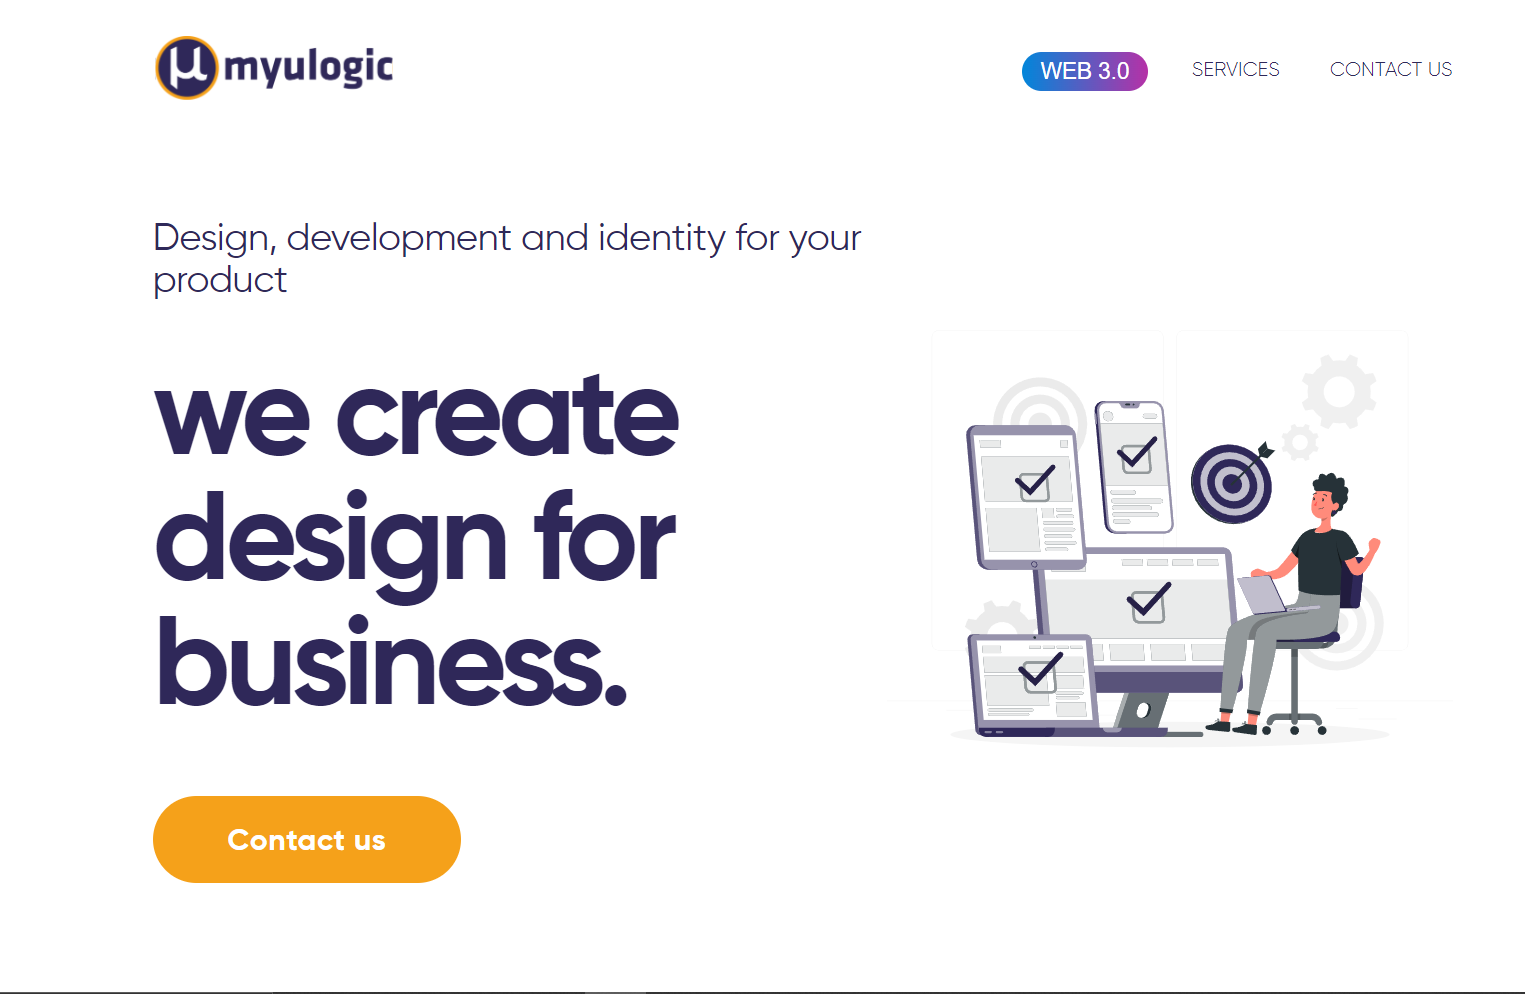 myulogic
WEB 3.0
SERVICES
CONTACT US
Design, development and identity for your
product
we create
design for
business.
Contact us